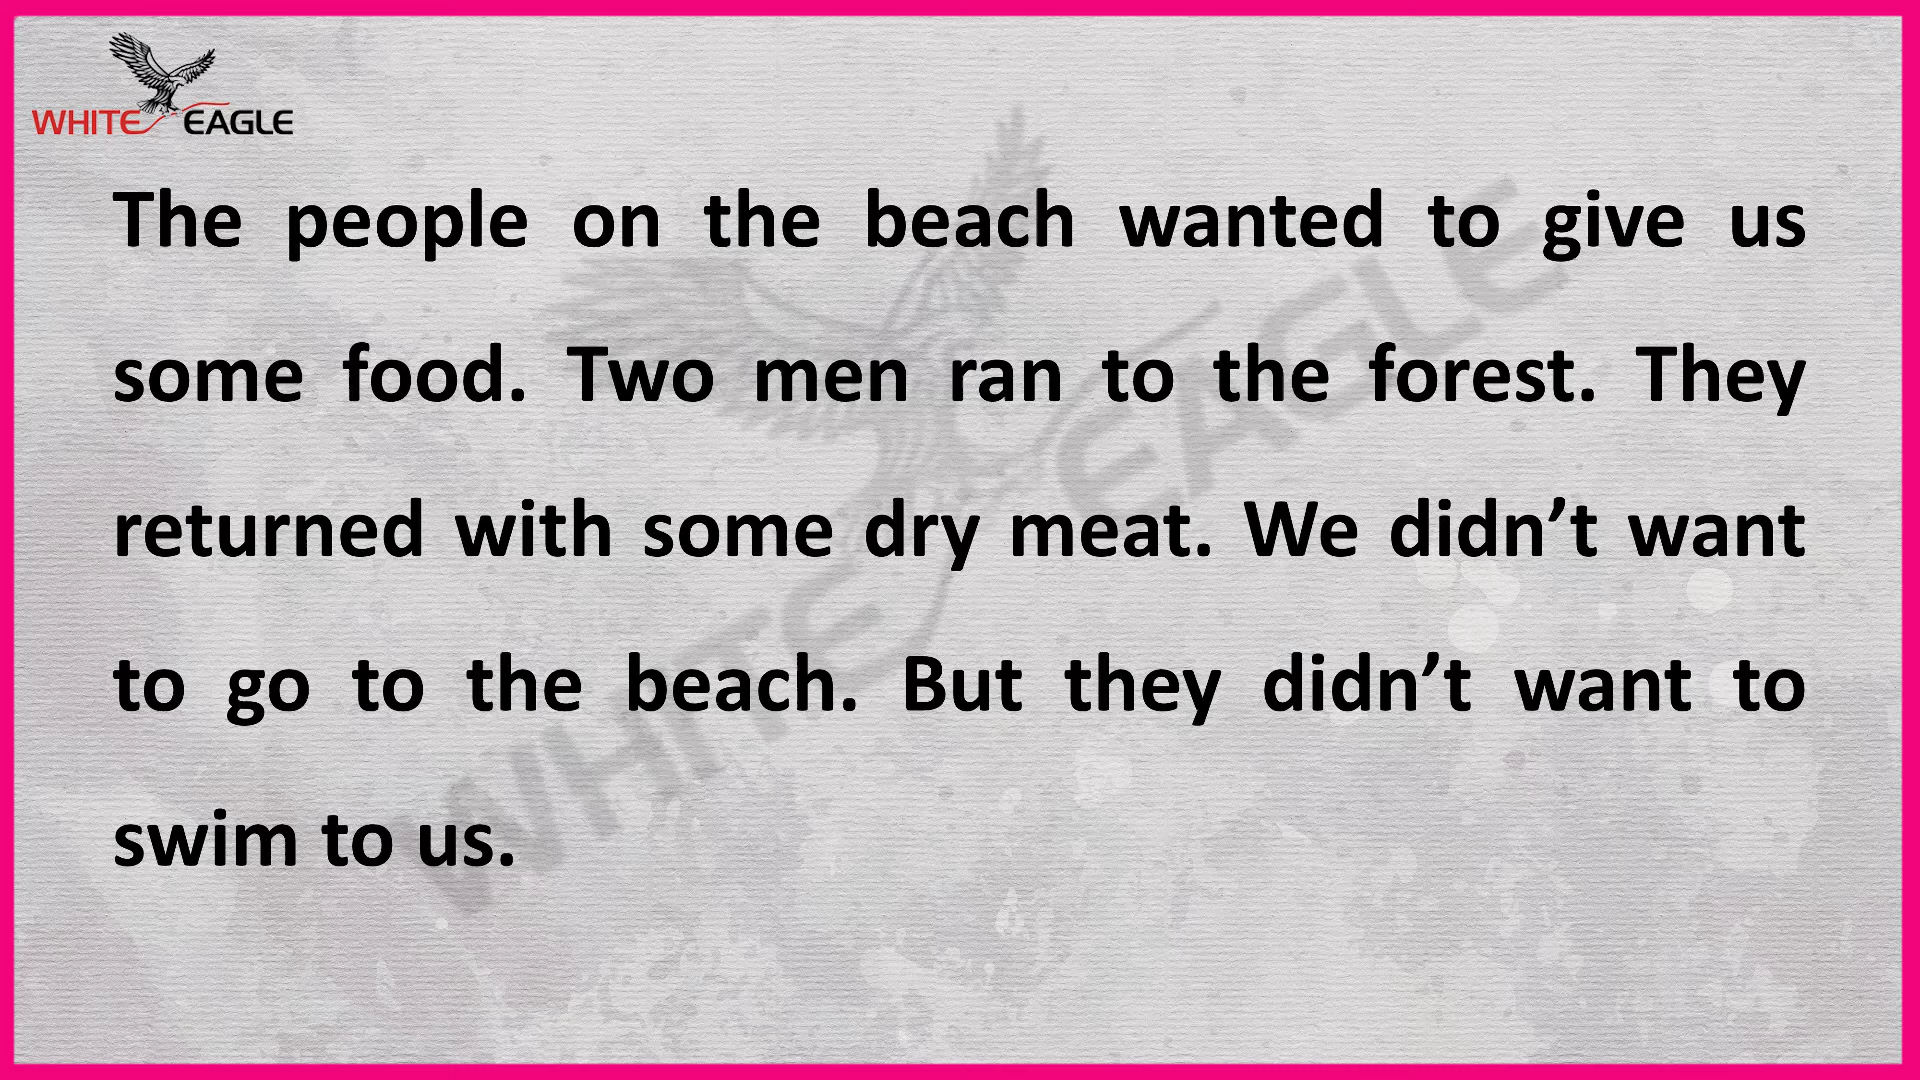 WHITE EAGLE
The people on the beach wanted to give us
some food. Two men ran to the forest. They
returned with some dry meat. We didn’t want
to go to the beach. But they didn’t want to
swim to us.
WHITE EAGLE